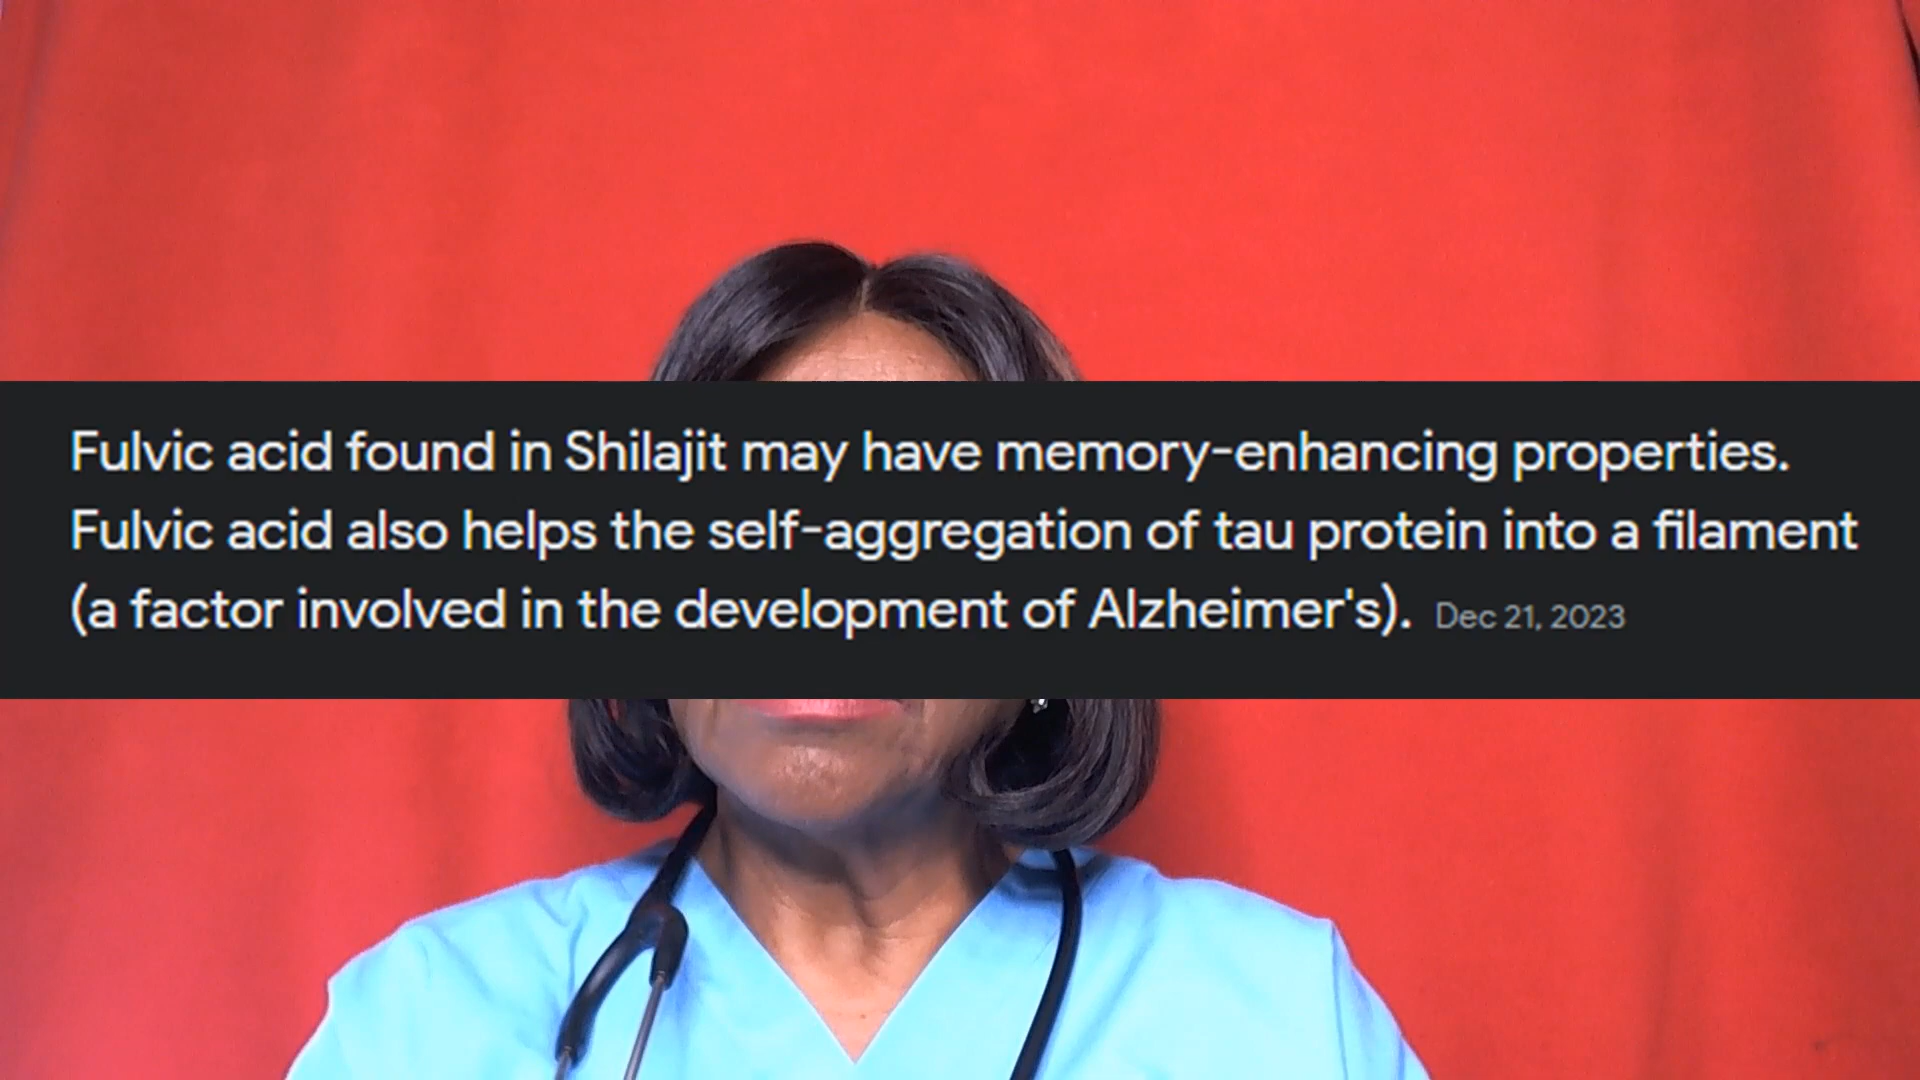 Fulvic acid found in Shilajit may have memory-enhancing properties.
Fulvic acid also helps the self-aggregation of tau protein into a filament
(a factor involved in the development of Alzheimer's). Dec 21, 2023